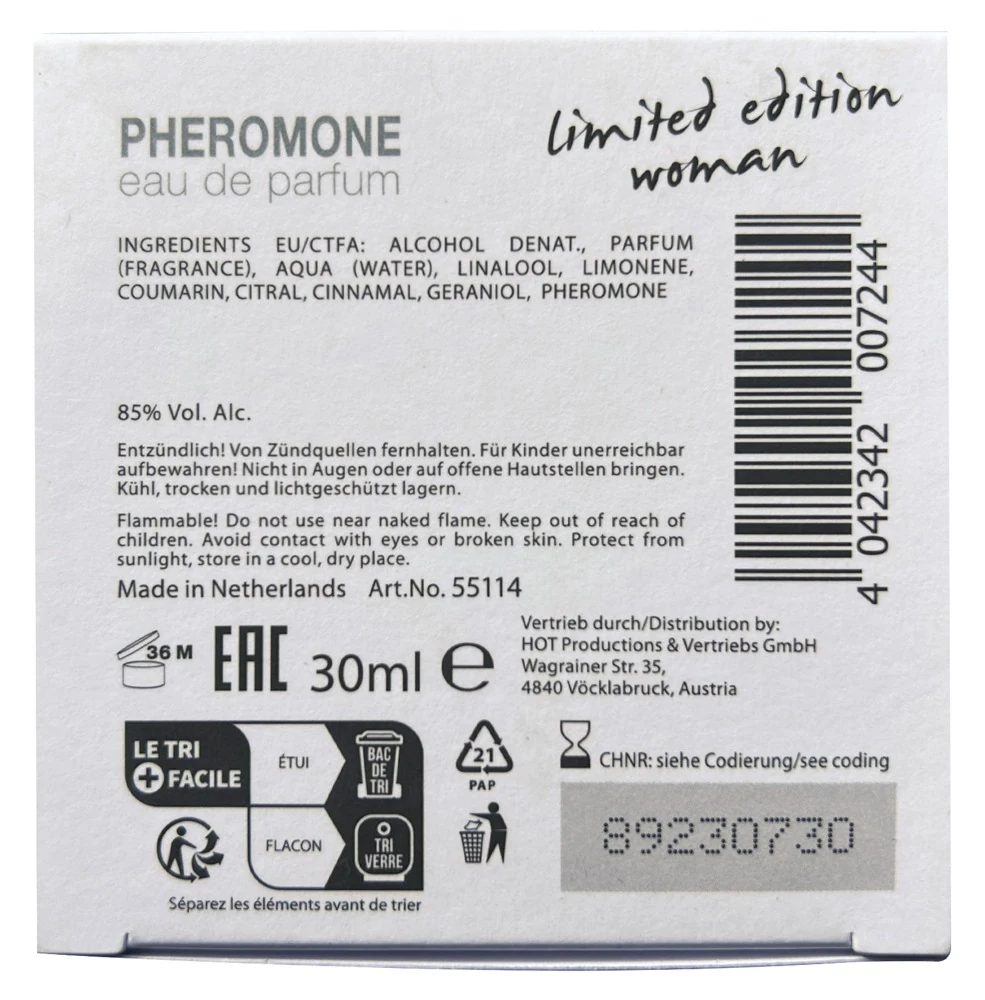 PHEROMONE
eau de parfum
limited edition
woman
INGREDIENTS EU/CTFA: ALCOHOL DENAT., PARFUM
(FRAGRANCE), AQUA (WATER), LINALOOL, LIMONENE,
COUMARIN, CITRAL, CINNAMAL, GERANIOL, PHEROMONE
85% Vol. Alc.
Entzündlich! Von Zündquellen fernhalten. Für Kinder unerreichbar
aufbewahren! Nicht in Augen oder auf offene Hautstellen bringen.
Kühl, trocken und lichtgeschützt lagern.
Flammable! Do not use near naked flame. Keep out of reach of
children. Avoid contact with eyes or broken skin. Protect from
sunlight, store in a cool, dry place.
Made in Netherlands Art.No. 55114
4 042342 007244
36 M
EAC
30ml e
Vertrieb durch/Distribution by:
HOT Productions & Vertriebs GmbH
Wagrainer Str. 35,
4840 Vöcklabruck, Austria
LE TRI
+ FACILE
ÉTUI
BAC
DE
TRI
FLACON
TRI
VERRE
Séparez les éléments avant de trier
21
PAP
CHNR: siehe Codierung/see coding
89230730